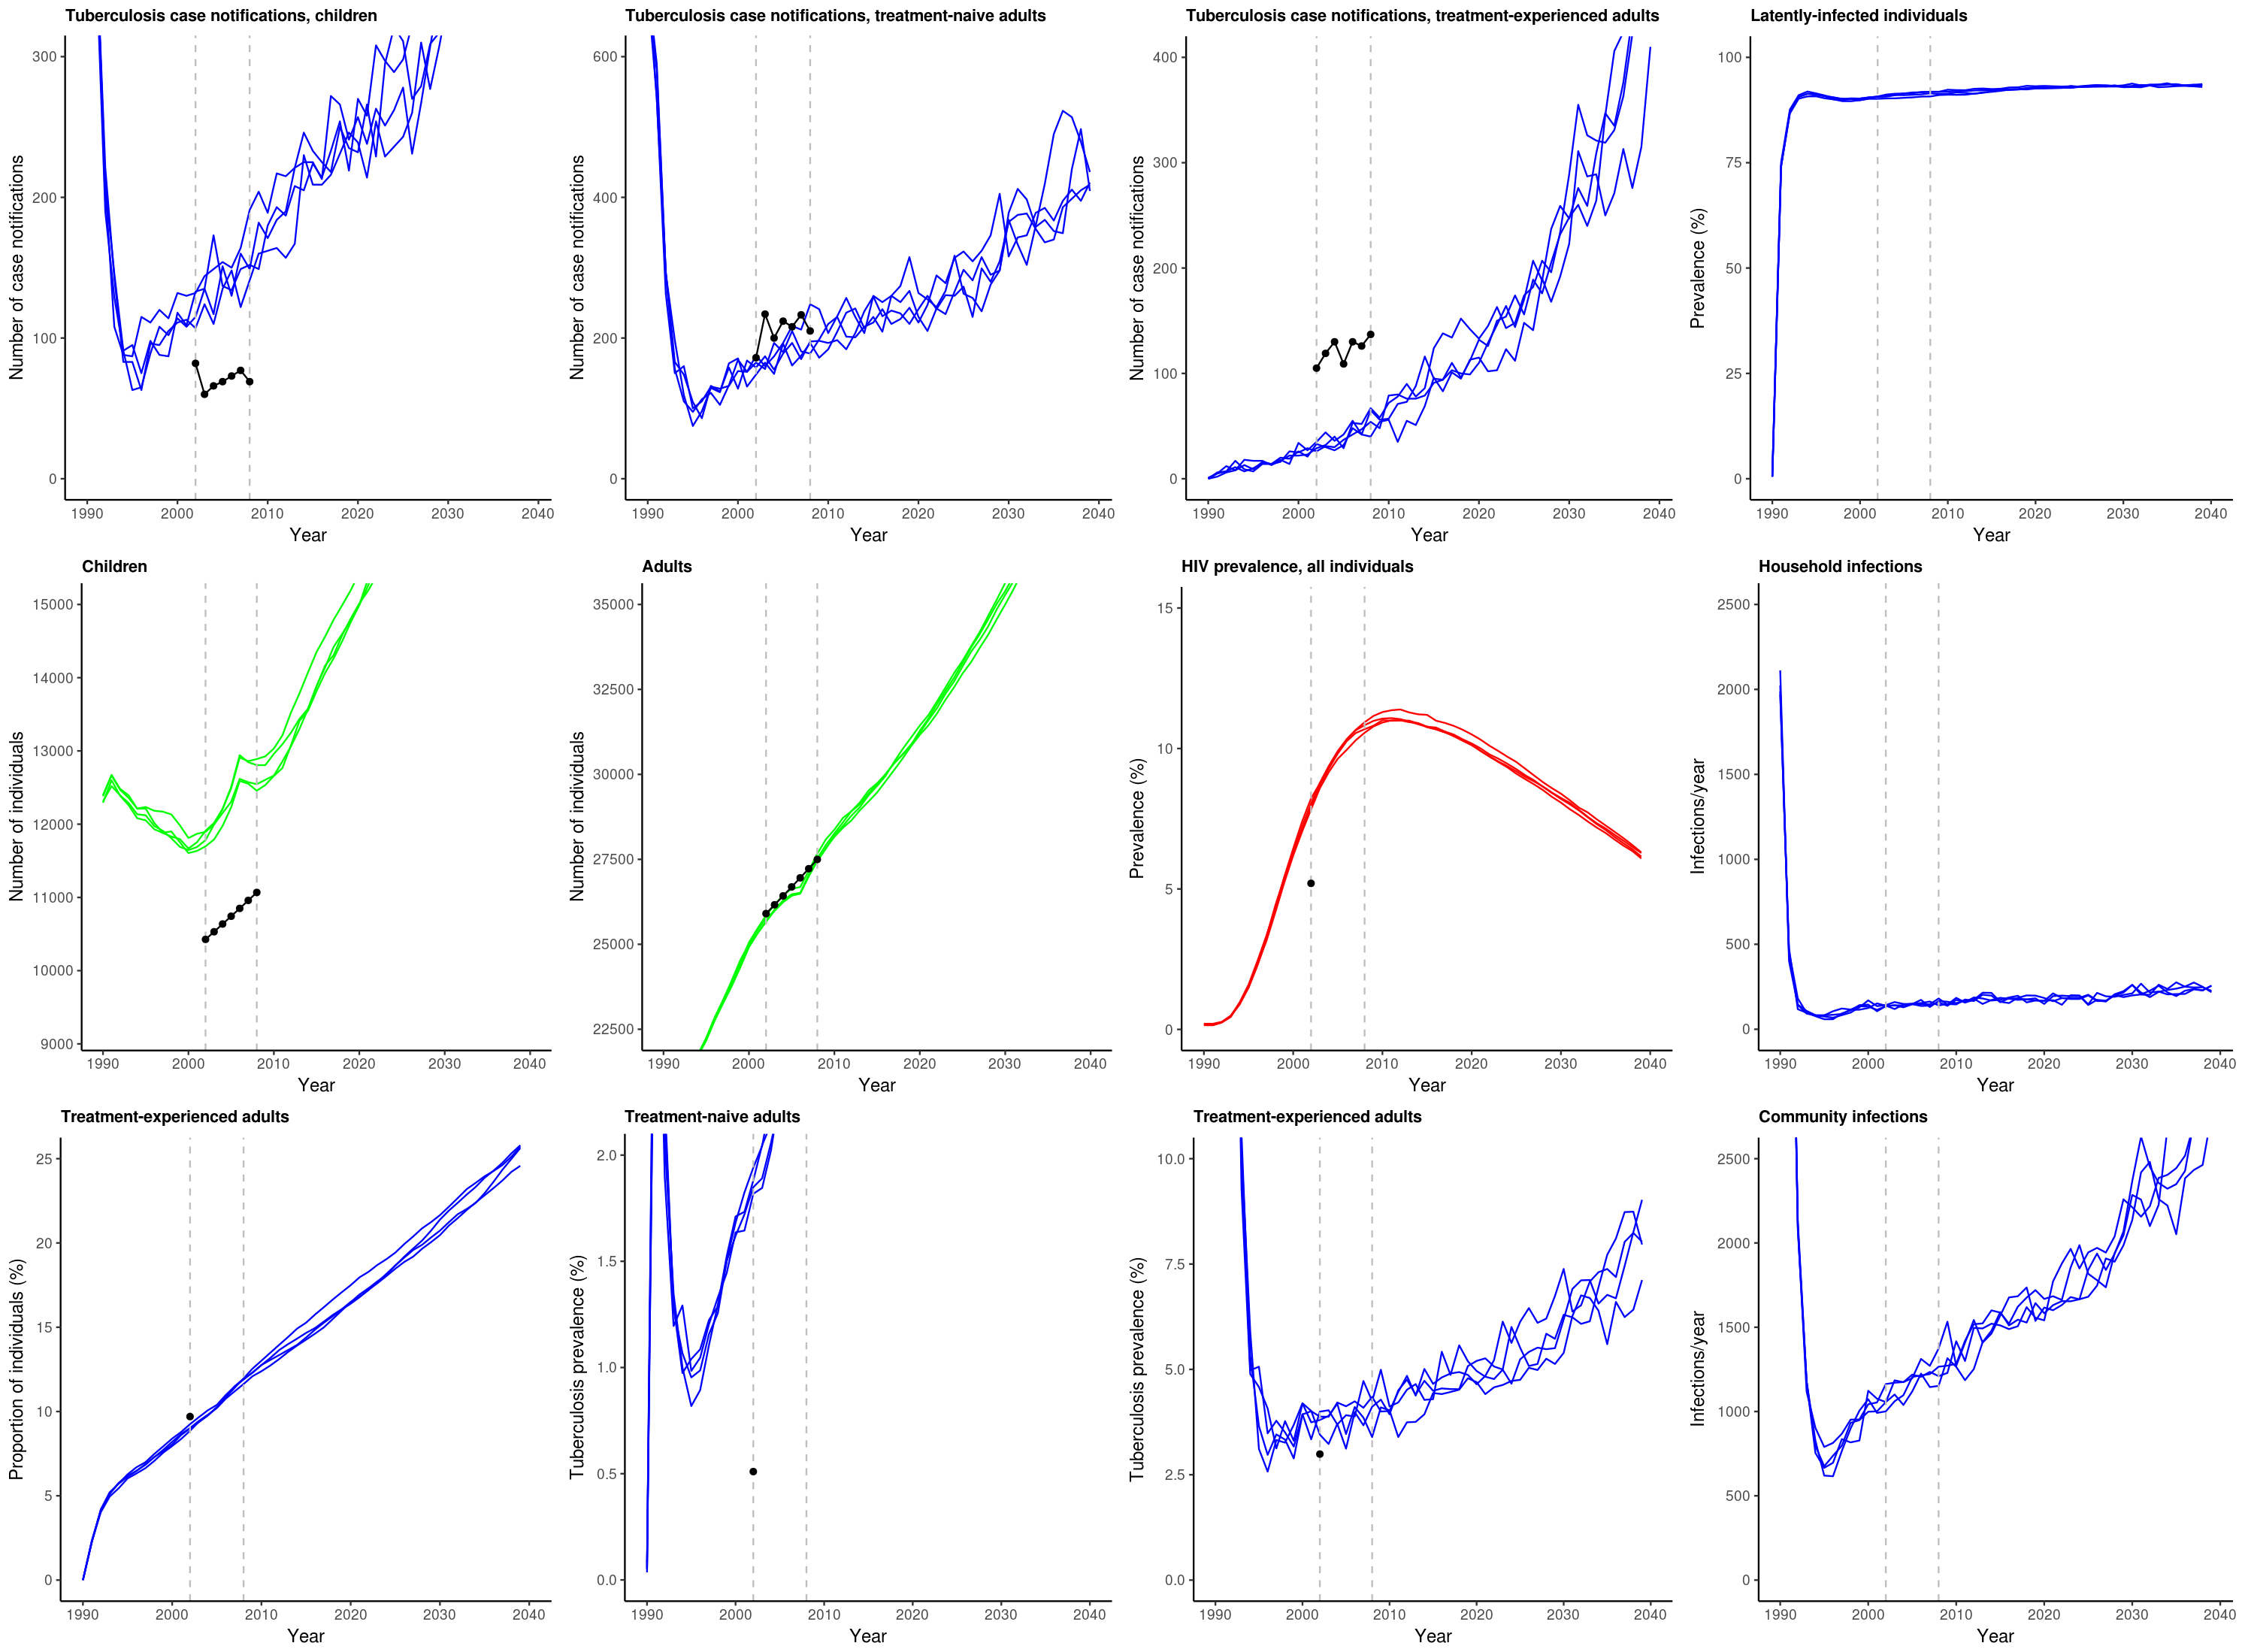 Tuberculosis case notifications, children
Number of case notifications
300
200
100
0
1990 2000 2010 2020 2030 2040
Year
Tuberculosis case notifications, treatment-naive adults
Number of case notifications
600
400
200
0
1990 2000 2010 2020 2030 2040
Year
Tuberculosis case notifications, treatment-experienced adults
Number of case notifications
400
300
200
100
0
1990 2000 2010 2020 2030 2040
Year
Latently-infected individuals
Prevalence (%)
100
75
50
25
0
1990 2000 2010 2020 2030 2040
Year
Children
Number of individuals
15000
14000
13000
12000
11000
10000
9000
1990 2000 2010 2020 2030 2040
Year
Adults
Number of individuals
35000
32500
30000
27500
25000
22500
1990 2000 2010 2020 2030 2040
Year
HIV prevalence, all individuals
Prevalence (%)
15
10
5
0
1990 2000 2010 2020 2030 2040
Year
Household infections
Infections/year
2500
2000
1500
1000
500
0
1990 2000 2010 2020 2030 2040
Year
Treatment-experienced adults
Proportion of individuals (%)
25
20
15
10
5
0
1990 2000 2010 2020 2030 2040
Year
Treatment-naive adults
Tuberculosis prevalence (%)
2.0
1.5
1.0
0.5
0.0
1990 2000 2010 2020 2030 2040
Year
Treatment-experienced adults
Tuberculosis prevalence (%)
10.0
7.5
5.0
2.5
0.0
1990 2000 2010 2020 2030 2040
Year
Community infections
Infections/year
2500
2000
1500
1000
500
0
1990 2000 2010 2020 2030 2040
Year